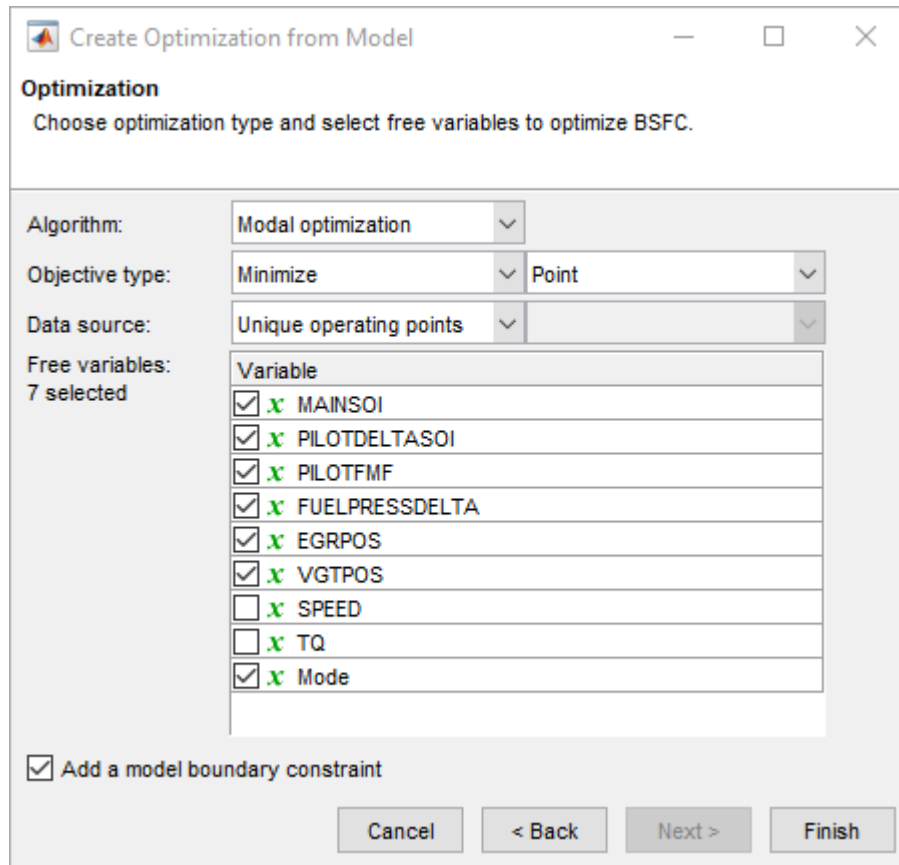 Create Optimization from Model
Optimization
Choose optimization type and select free variables to optimize BSFC.
Algorithm: Modal optimization
Objective type: Minimize Point
Data source: Unique operating points
Free variables:
7 selected
Variable
x MAINSOI
x PILOTDELTASOI
x PILOTFMF
x FUELPRESSDELTA
x EGRPOS
x VGTPOS
x SPEED
x TQ
x Mode
Add a model boundary constraint
Cancel < Back Next > Finish